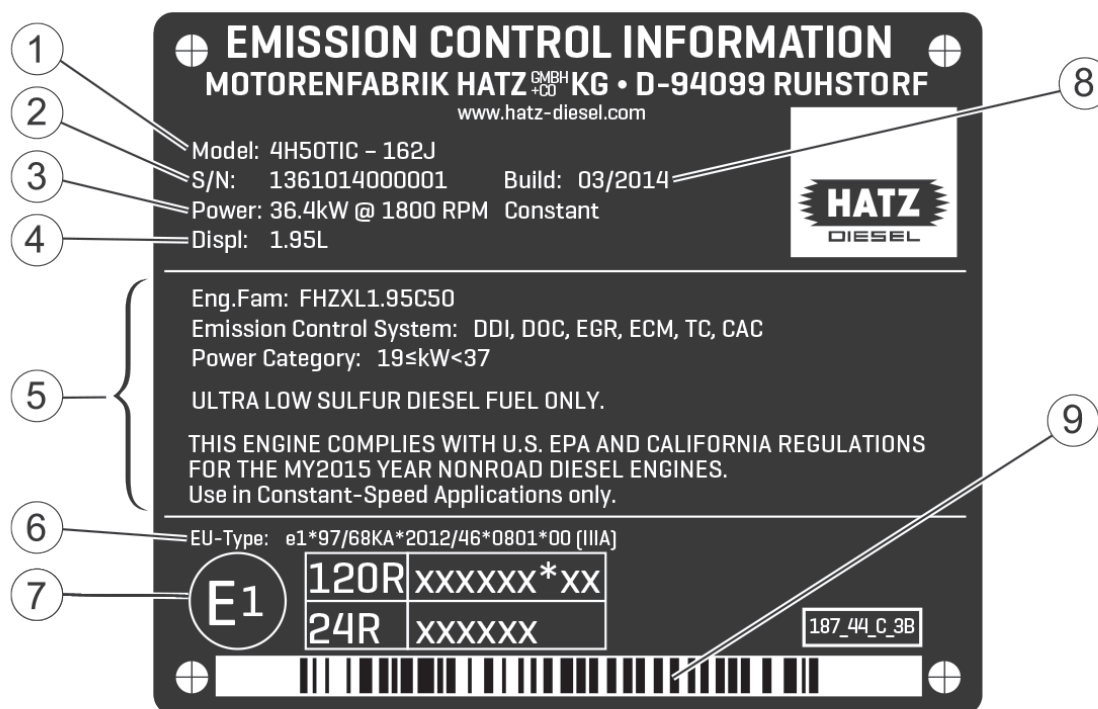 EMISSION CONTROL INFORMATION
MOTORENFABRIK HATZ GMBH +CO KG • D-94099 RUHSTORF
www.hatz-diesel.com
1
Model: 4H50TIC – 162J
2
S/N: 1361014000001 Build: 03/2014
8
3
Power: 36.4kW @ 1800 RPM Constant
4
Displ: 1.95L
HATZ
DIESEL
5
Eng.Fam: FHZXL1.95C50
Emission Control System: DDI, DOC, EGR, ECM, TC, CAC
Power Category: 19≤kW<37
ULTRA LOW SULFUR DIESEL FUEL ONLY.
THIS ENGINE COMPLIES WITH U.S. EPA AND CALIFORNIA REGULATIONS
FOR THE MY2015 YEAR NONROAD DIESEL ENGINES.
Use in Constant-Speed Applications only.
9
6
EU-Type: e1*97/68KA*2012/46*0801*00 (IIIA)
7
E1
120R xxxxxx*xx
24R xxxxxx
187_44_C_3B